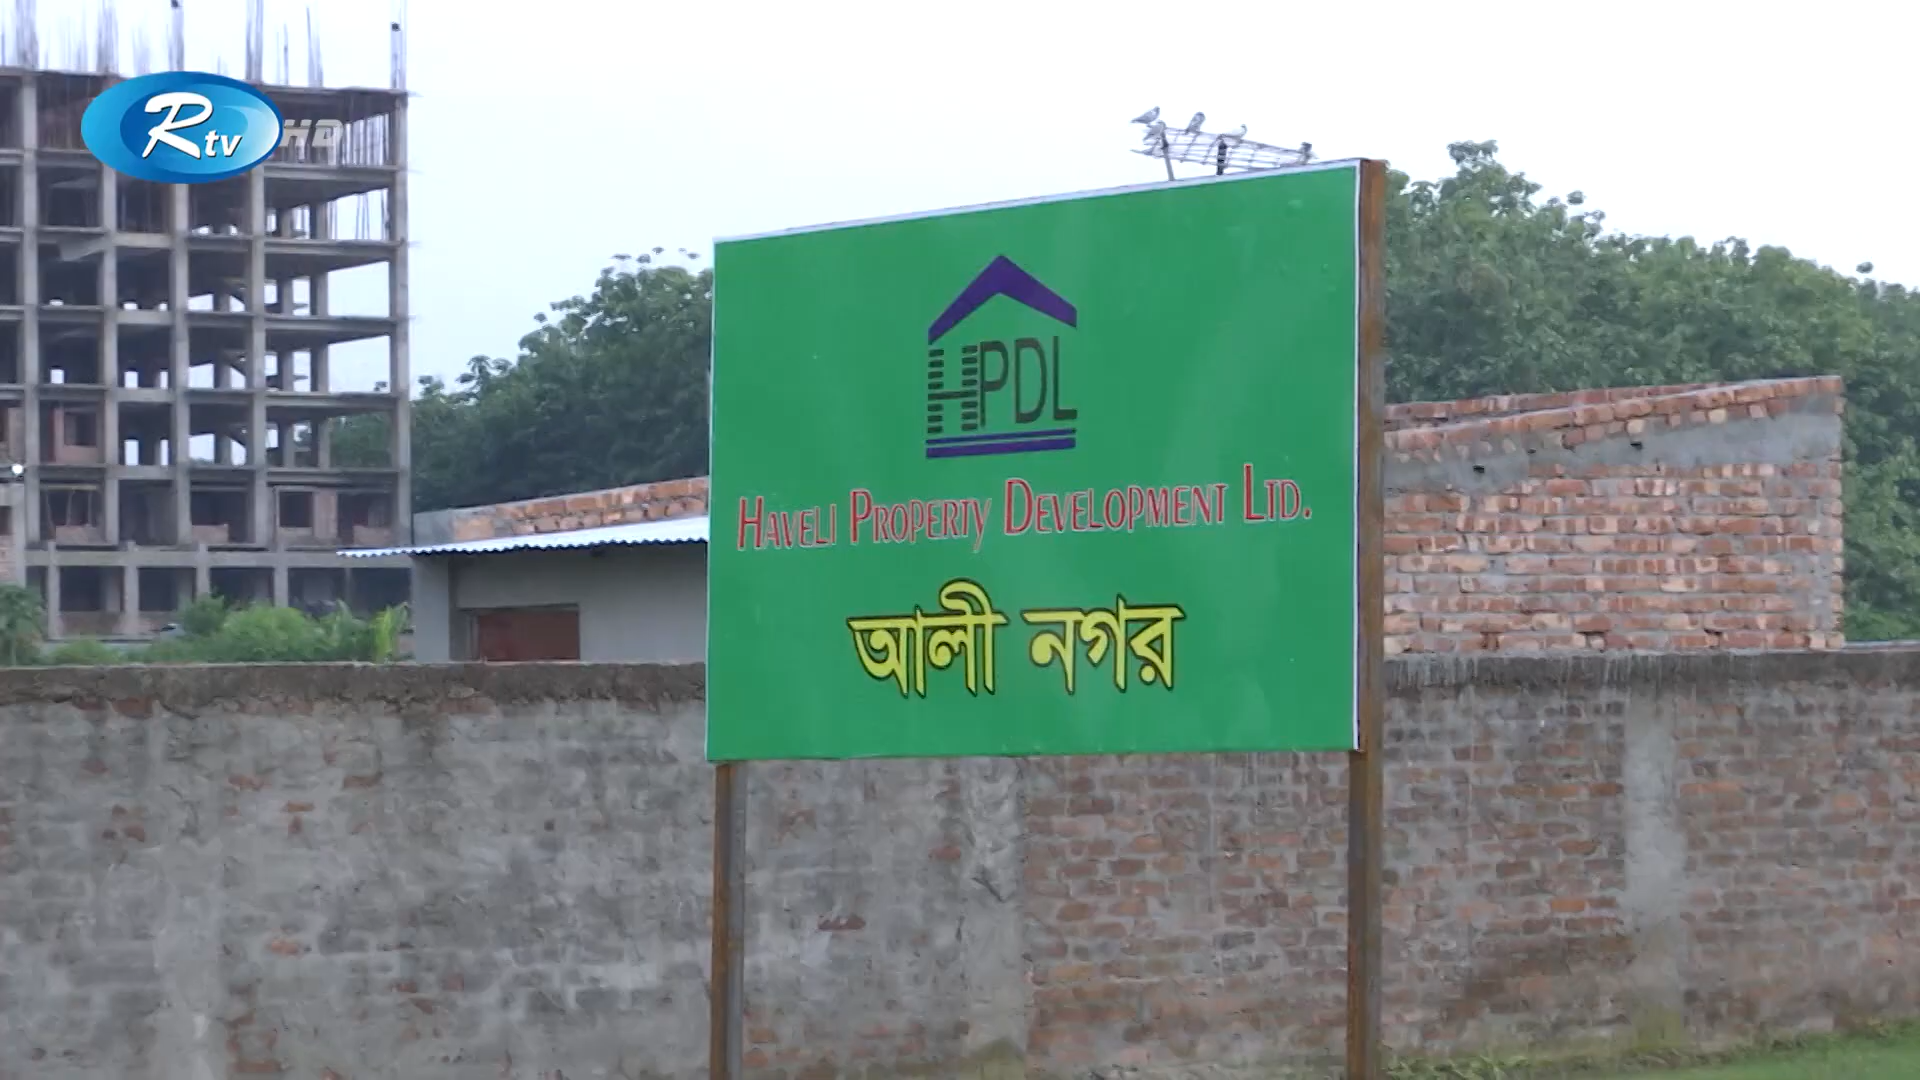 Rtv HD
HPDL
HAVELI PROPERTY DEVELOPMENT LTD.
আলী নগর